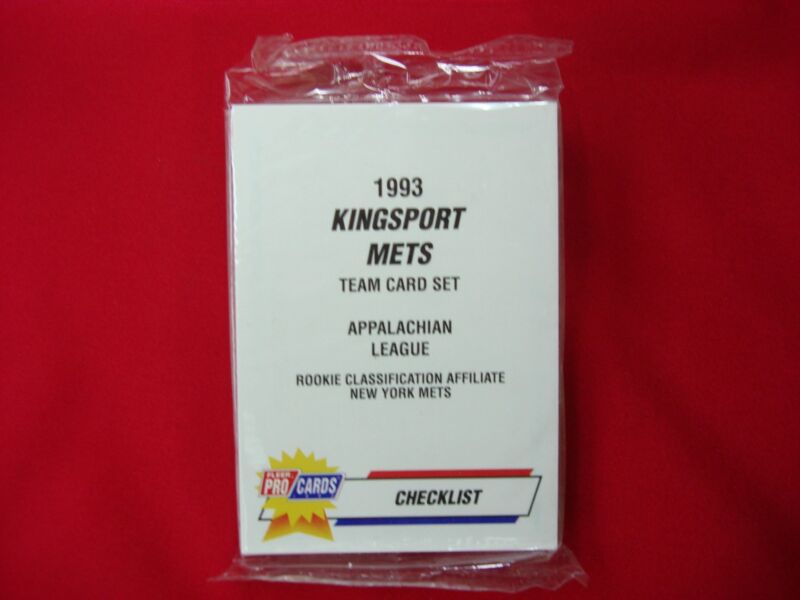 1993
KINGSPORT
METS
TEAM CARD SET
APPALACHIAN
LEAGUE
ROOKIE CLASSIFICATION AFFILIATE
NEW YORK METS
FLEER
PRO CARDS
CHECKLIST